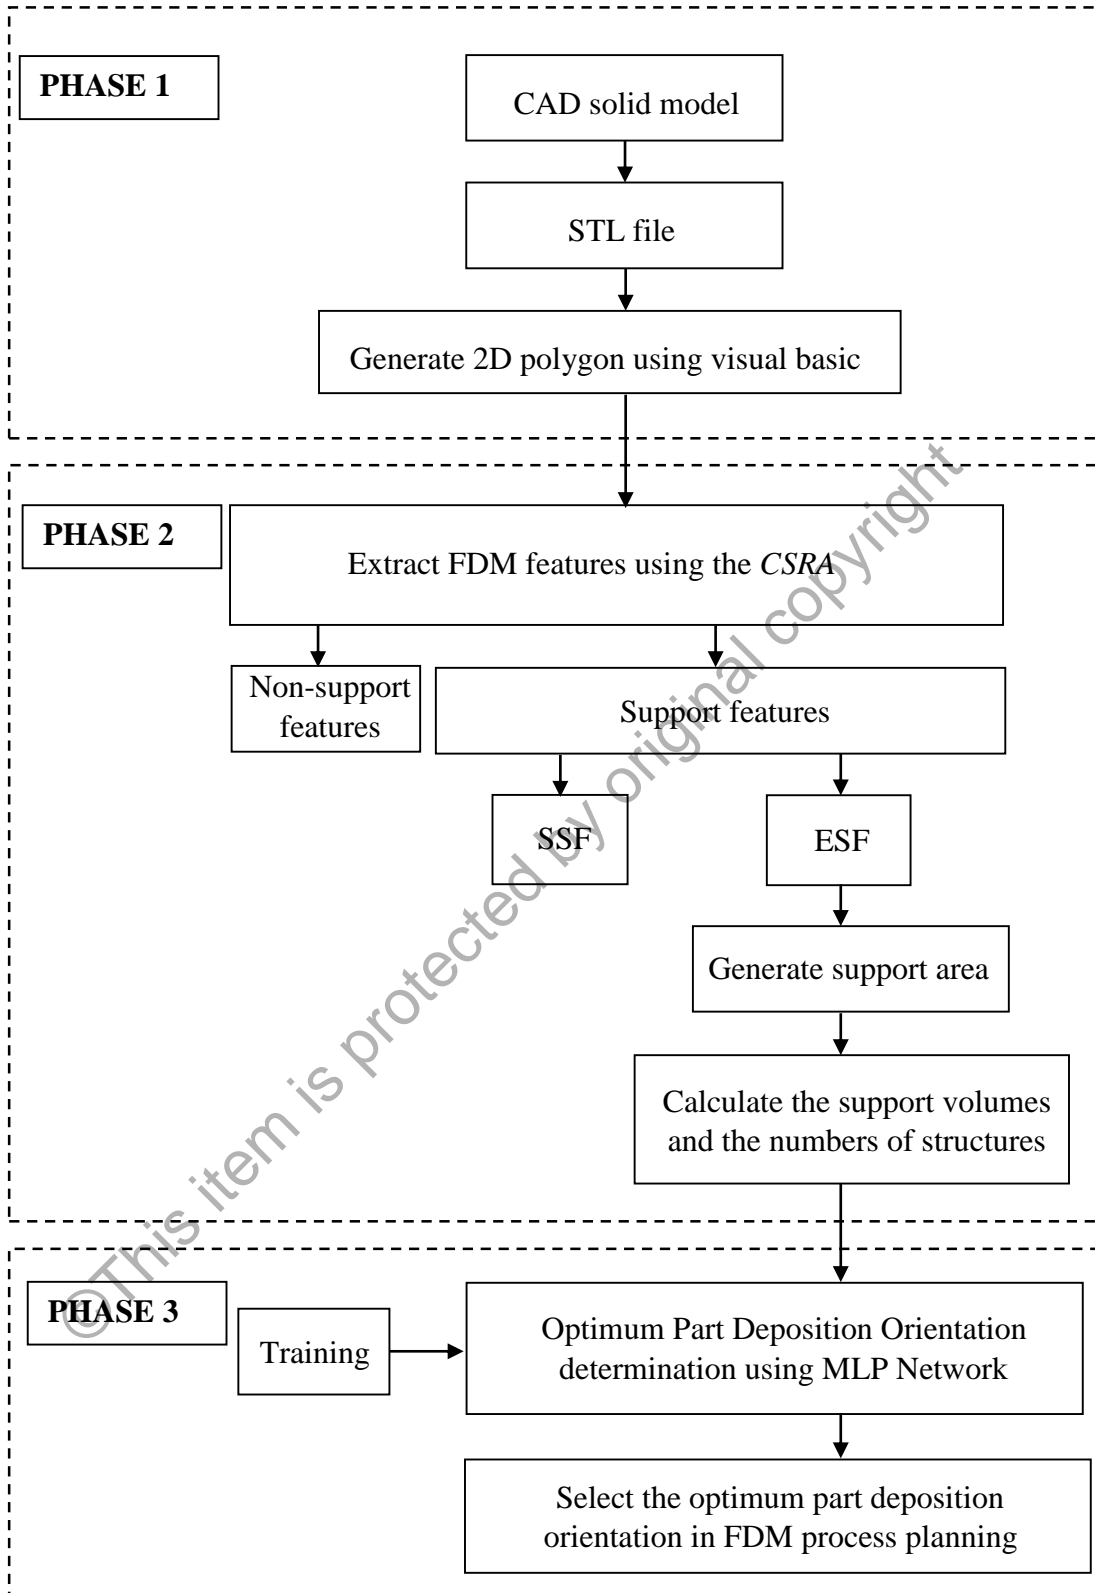 PHASE 1
CAD solid model
STL file
Generate 2D polygon using visual basic
PHASE 2
Extract FDM features using the CSRA
Non-support
features
Support features
SSF
ESF
Generate support area
Calculate the support volumes
and the numbers of structures
PHASE 3
Training
Optimum Part Deposition Orientation
determination using MLP Network
Select the optimum part deposition
orientation in FDM process planning
©This item is protected by original copyright